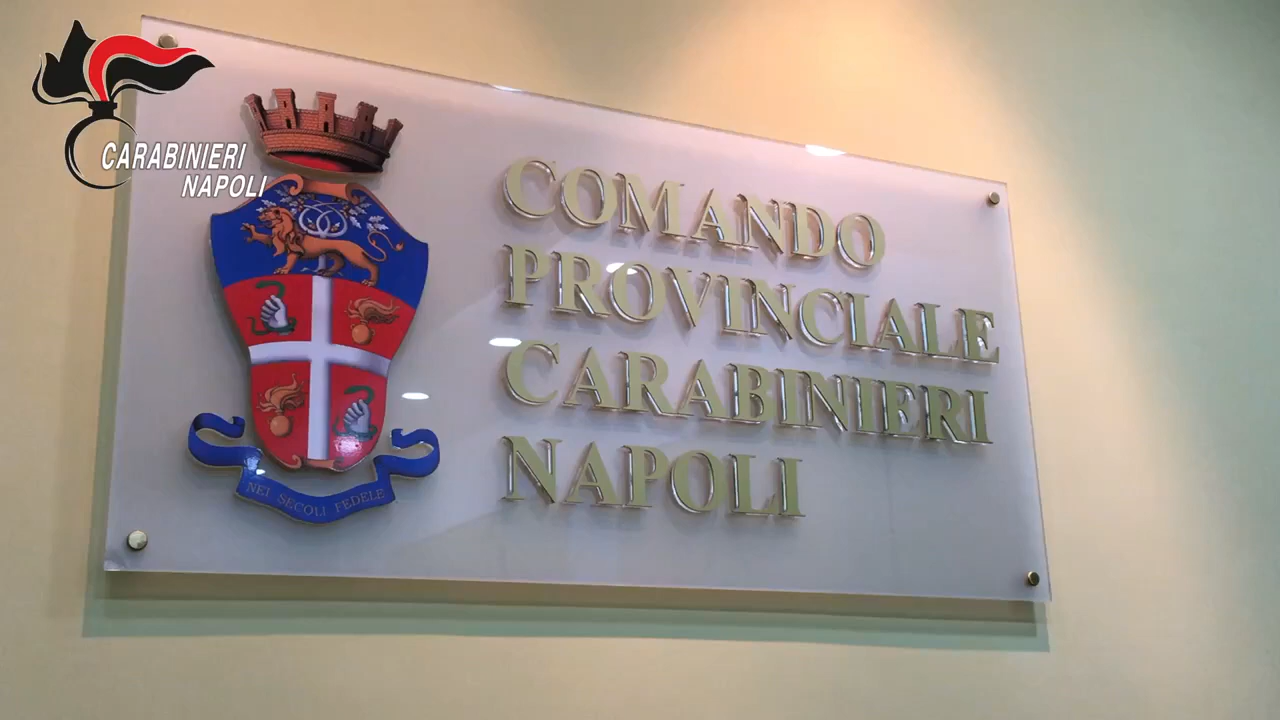 CARABINIERI
NAPOLI
COMANDO
PROVINCIALE
CARABINIERI
NAPOLI
NEI SECOLI FEDELE